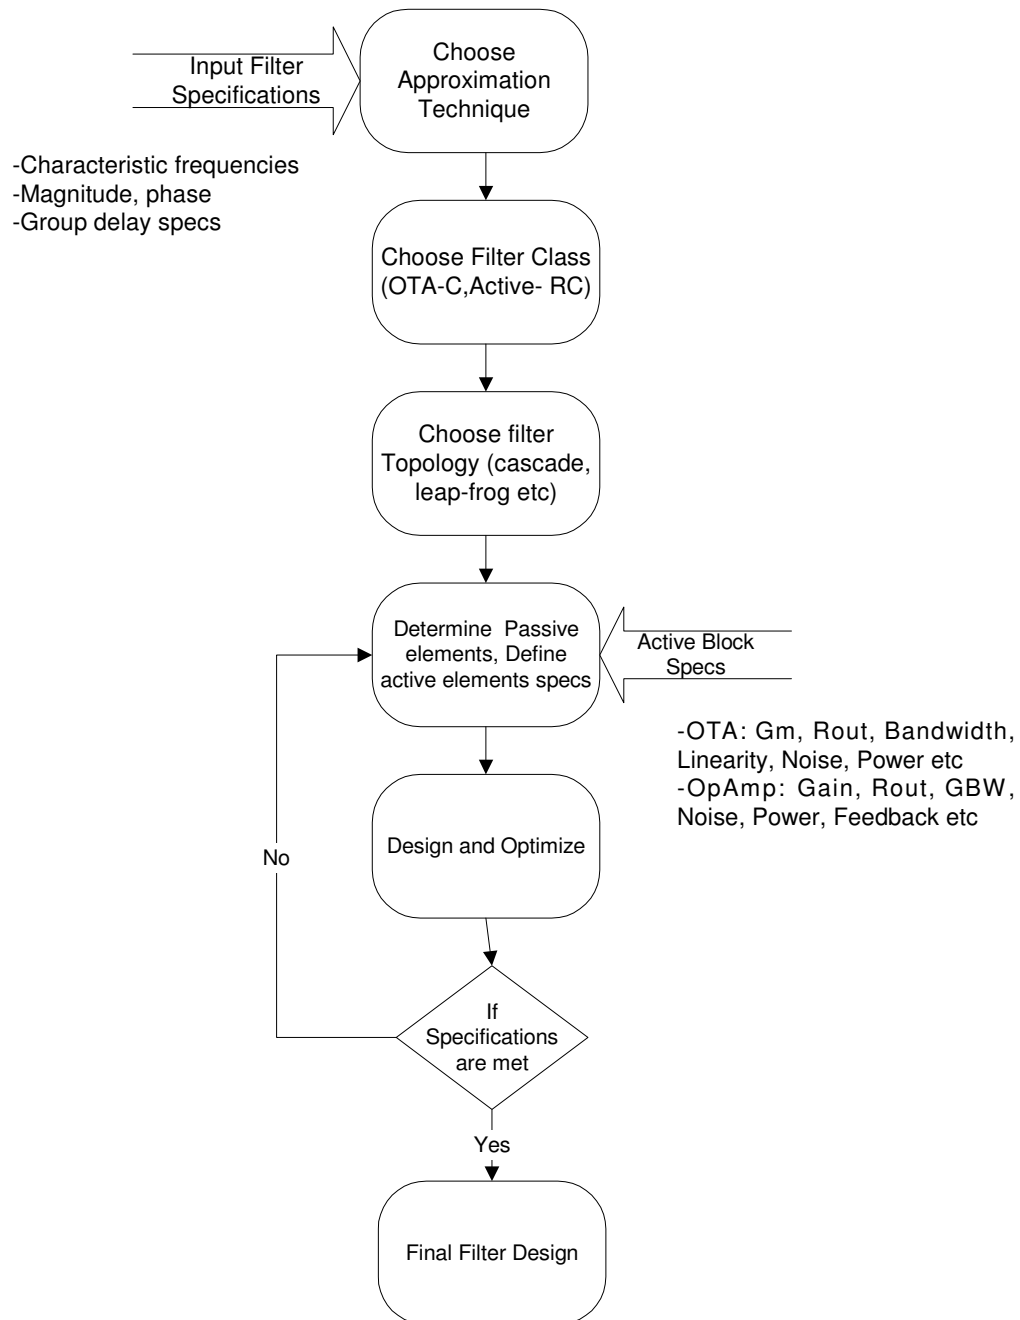 Choose
Approximation
Technique
Input Filter
Specifications
-Characteristic frequencies
-Magnitude, phase
-Group delay specs
Choose Filter Class
(OTA-C,Active- RC)
Choose filter
Topology (cascade,
leap-frog etc)
Determine Passive
elements, Define
active elements specs
Active Block
Specs
-OTA: Gm, Rout, Bandwidth,
Linearity, Noise, Power etc
-OpAmp: Gain, Rout, GBW,
Noise, Power, Feedback etc
Design and Optimize
No
If
Specifications
are met
Yes
Final Filter Design